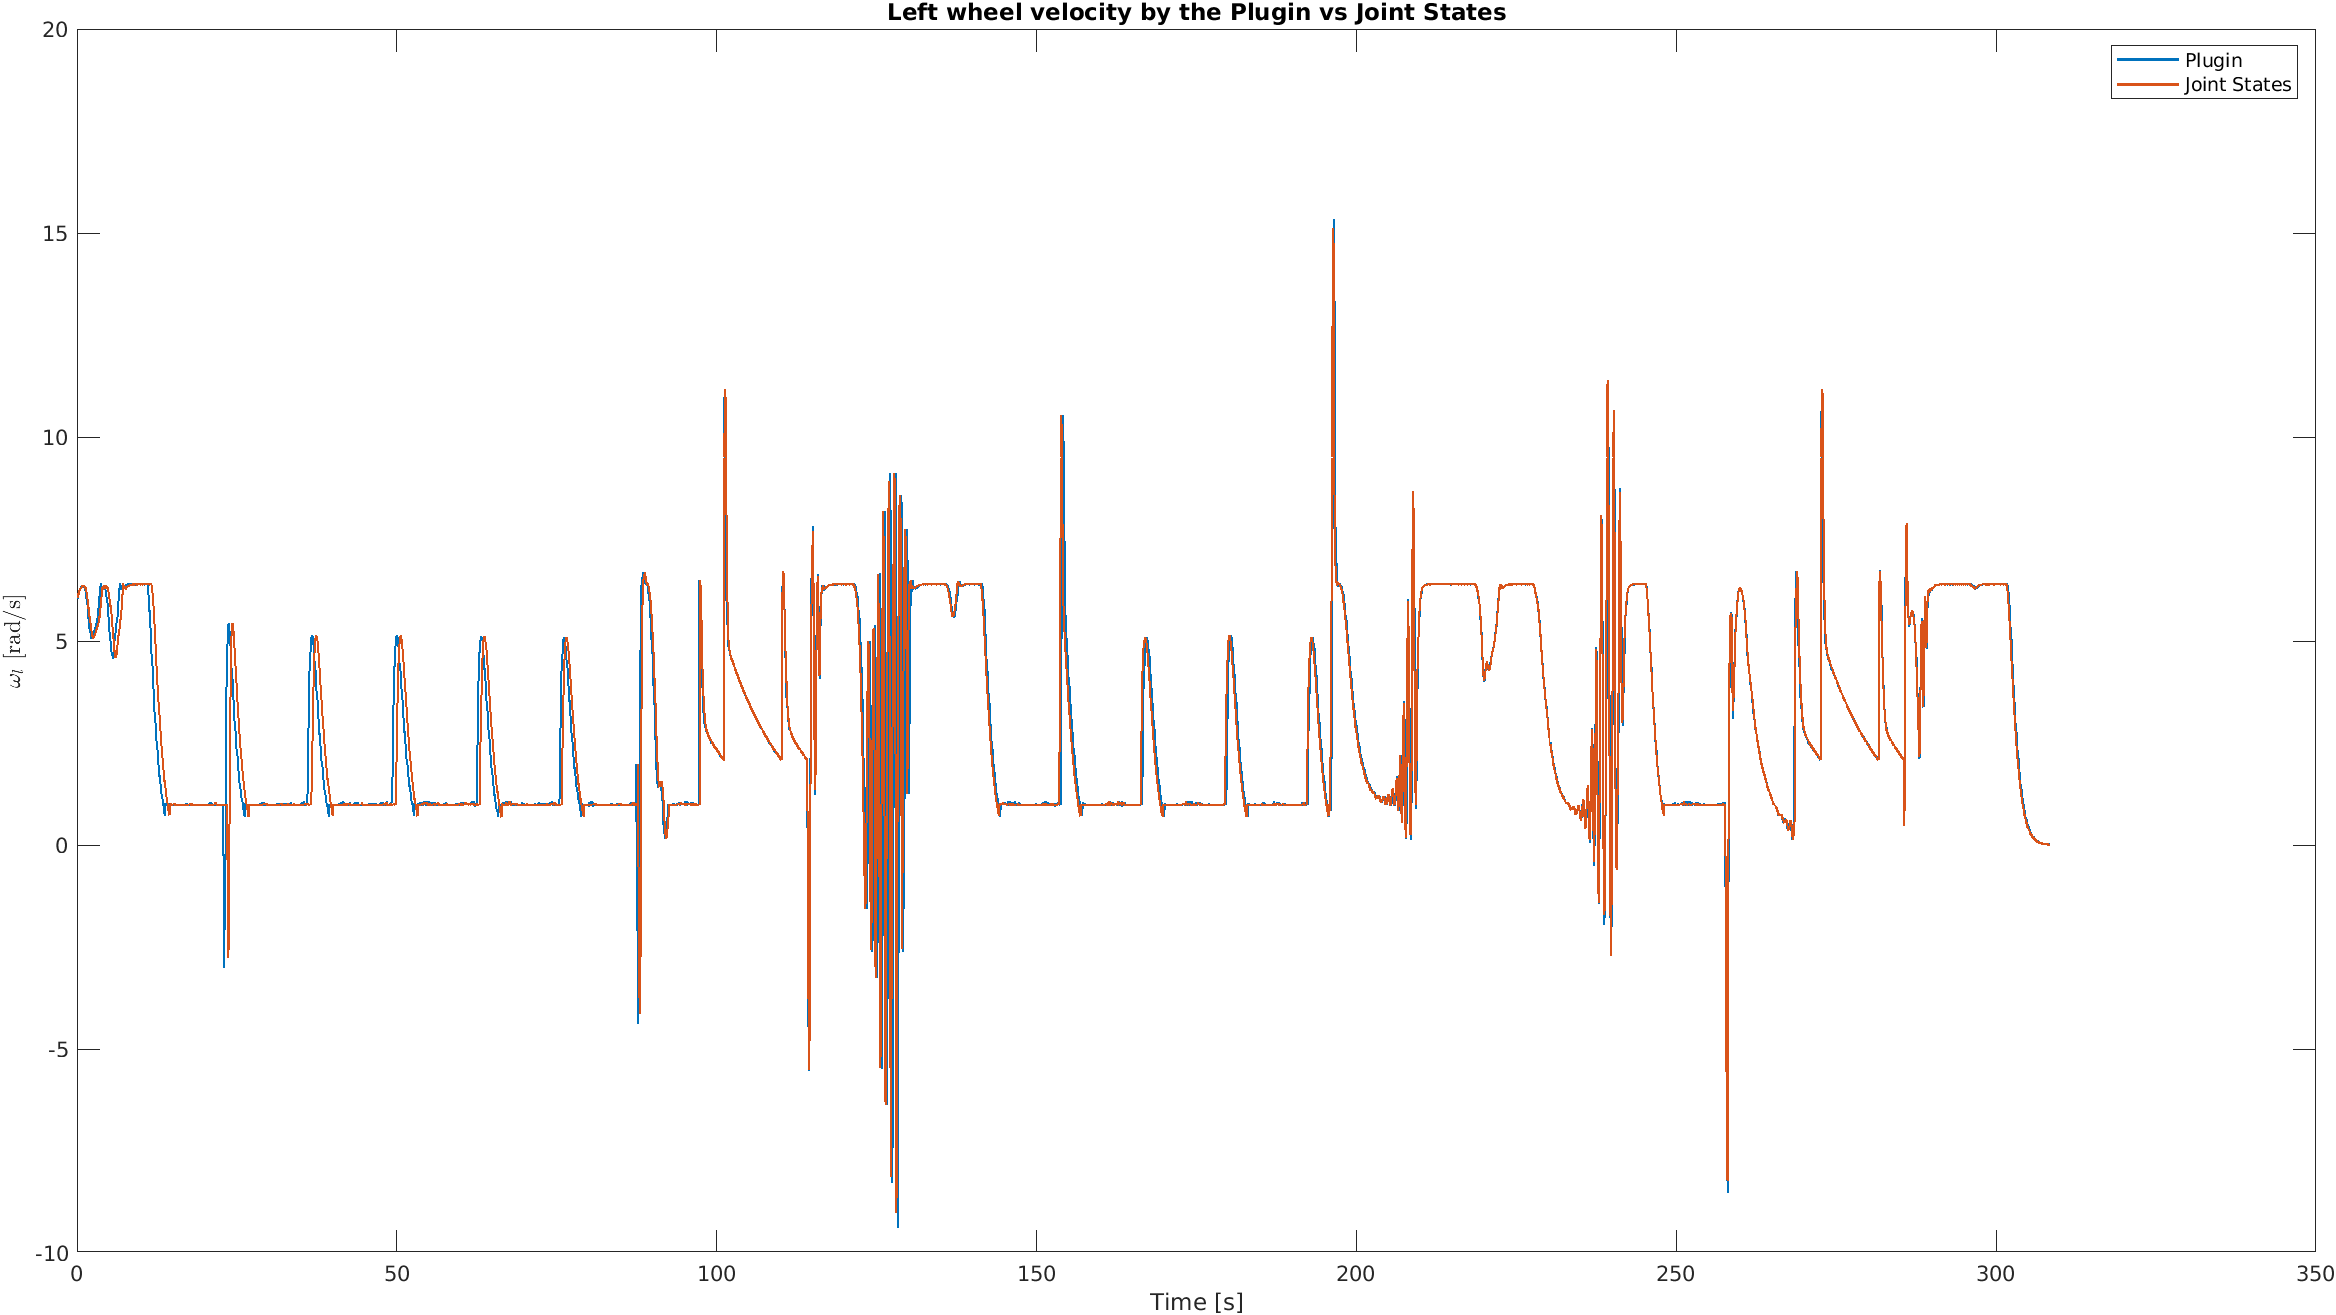 Left wheel velocity by the Plugin vs Joint States
20
15
10
5
0
-5
-10
ω_l [rad/s]
Plugin
Joint States
0 50 100 150 200 250 300 350
Time [s]